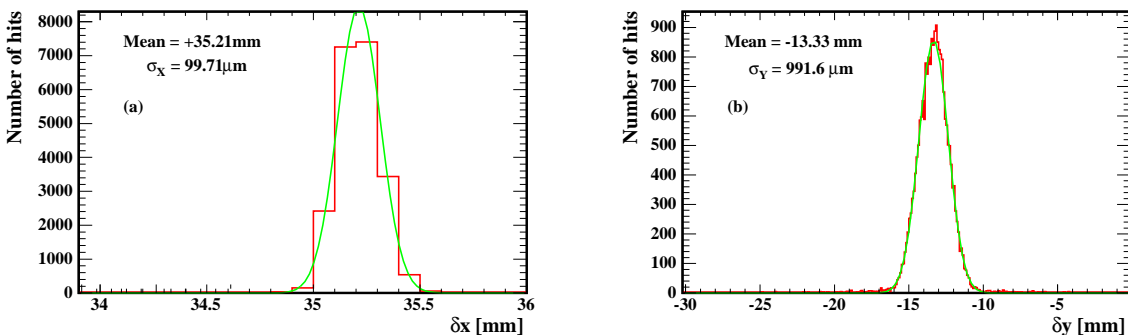 Number of hits
8000
7000
6000
5000
4000
3000
2000
1000
0
Mean = +35.21mm
σX = 99.71µm
(a)
34 34.5 35 35.5 36
δx [mm]
Number of hits
900
800
700
600
500
400
300
200
100
0
Mean = -13.33 mm
σY = 991.6 µm
(b)
-30 -25 -20 -15 -10 -5
δy [mm]